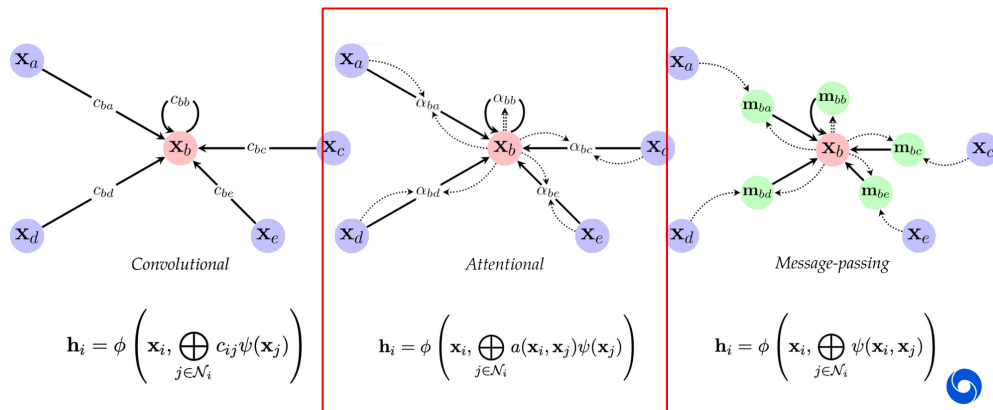 x_a c_ba c_bb x_b c_bc x_c c_bd c_be x_d x_e
Convolutional
h_i = ϕ ( x_i, ⨁_{j∈𝒩_i} c_ij ψ(x_j) )
x_a α_ba α_bb x_b α_bc x_c α_bd α_be x_d x_e
Attentional
h_i = ϕ ( x_i, ⨁_{j∈𝒩_i} a(x_i, x_j) ψ(x_j) )
x_a m_ba m_bb x_b m_bc x_c m_bd m_be x_d x_e
Message-passing
h_i = ϕ ( x_i, ⨁_{j∈𝒩_i} ψ(x_i, x_j) )